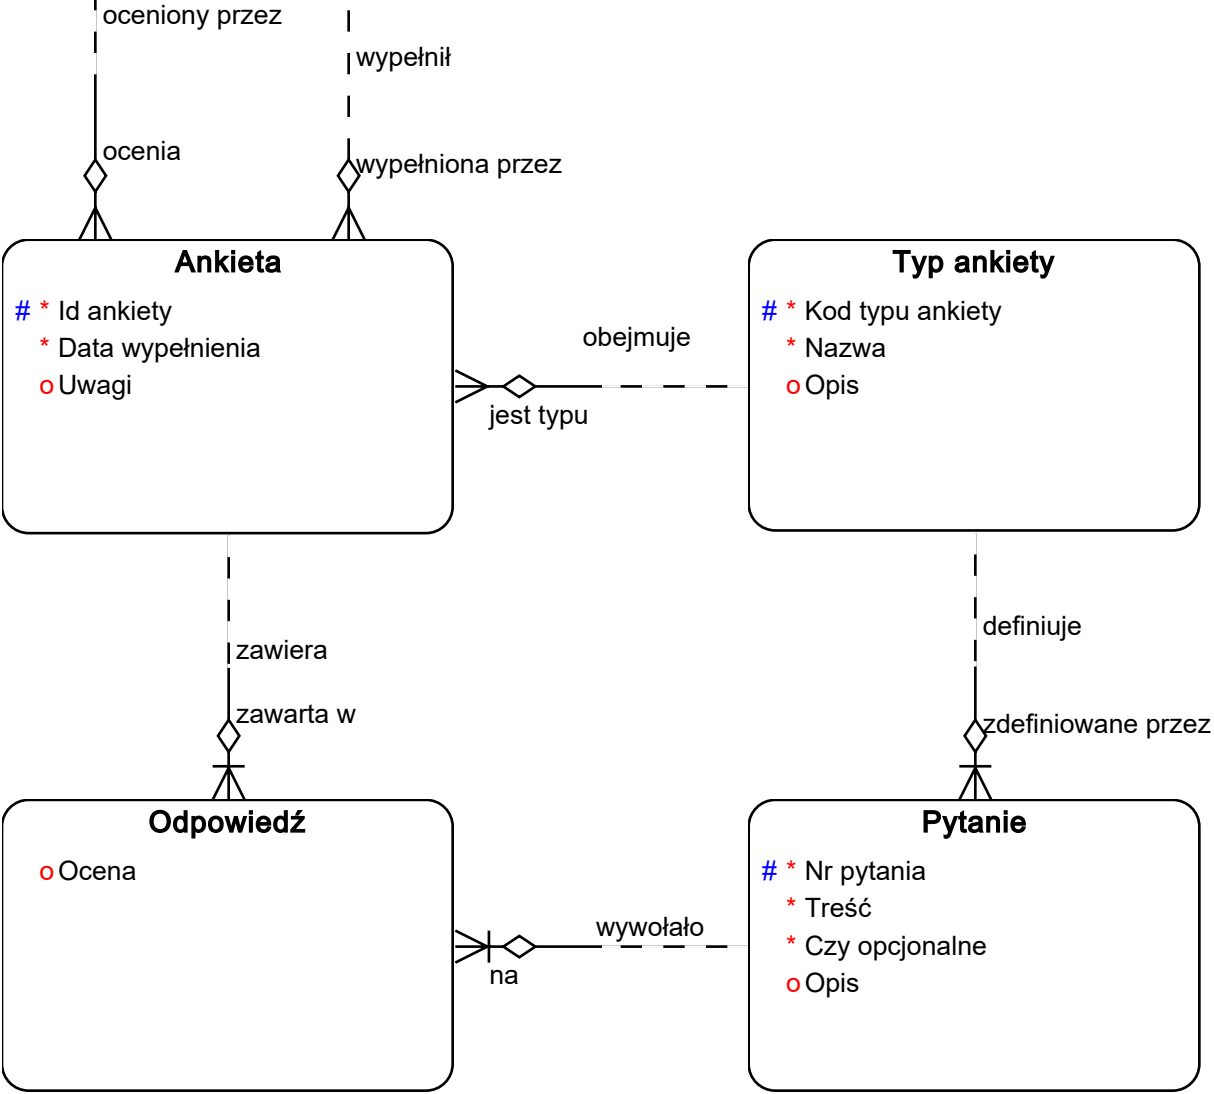 oceniony przez
wypełnił
ocenia
wypełniona przez
Ankieta
# * Id ankiety
* Data wypełnienia
o Uwagi
obejmuje
jest typu
Typ ankiety
# * Kod typu ankiety
* Nazwa
o Opis
zawiera
zawarta w
definiuje
zdefiniowane przez
Odpowiedź
o Ocena
wywołało
na
Pytanie
# * Nr pytania
* Treść
* Czy opcjonalne
o Opis